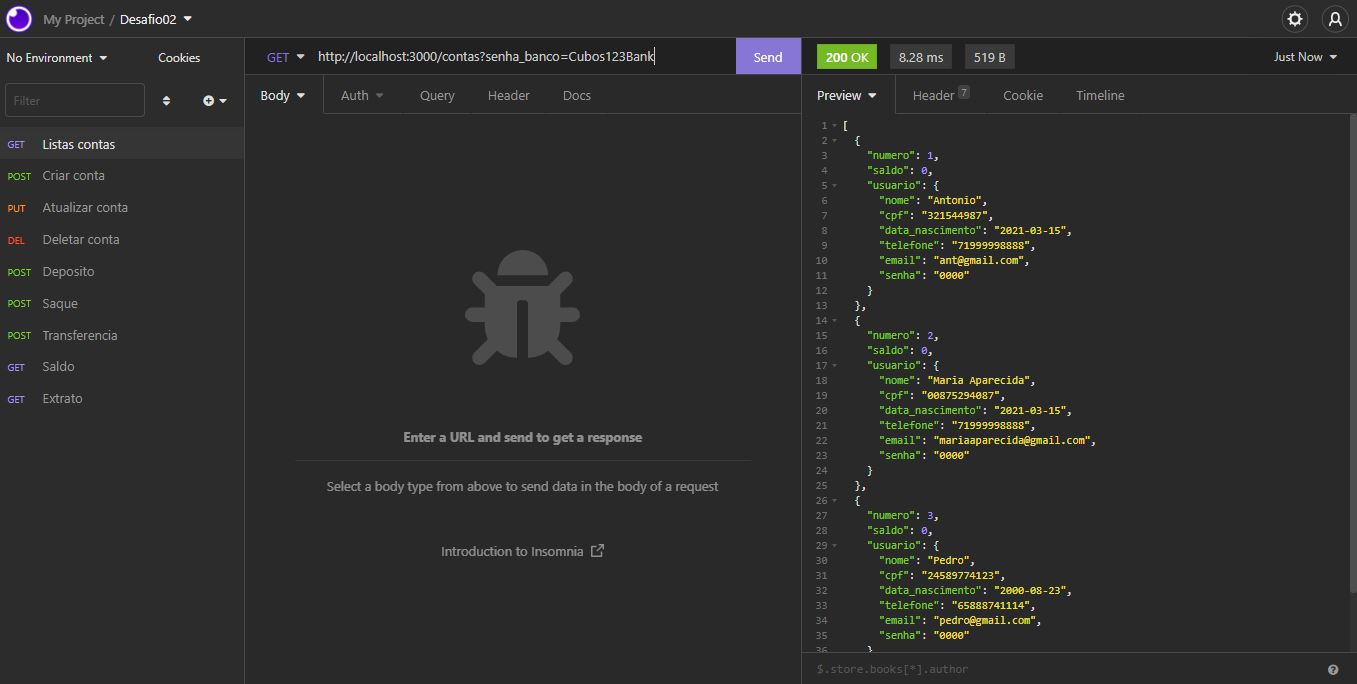 My Project / Desafio02
No Environment
Cookies
Filter
GET Listas contas
POST Criar conta
PUT Atualizar conta
DEL Deletar conta
POST Deposito
POST Saque
POST Transferencia
GET Saldo
GET Extrato
GET http://localhost:3000/contas?senha_banco=Cubos123Bank Send
Body Auth Query Header Docs
Enter a URL and send to get a response
Select a body type from above to send data in the body of a request
Introduction to Insomnia
200 OK 8.28 ms 519 B Just Now
Preview Header 7 Cookie Timeline
1 [
2 {
3 "numero": 1,
4 "saldo": 0,
5 "usuario": {
6 "nome": "Antonio",
7 "cpf": "321544987",
8 "data_nascimento": "2021-03-15",
9 "telefone": "71999998888",
10 "email": "ant@gmail.com",
11 "senha": "0000"
12 }
13 },
14 {
15 "numero": 2,
16 "saldo": 0,
17 "usuario": {
18 "nome": "Maria Aparecida",
19 "cpf": "00875294087",
20 "data_nascimento": "2021-03-15",
21 "telefone": "71999998888",
22 "email": "mariaaparecida@gmail.com",
23 "senha": "0000"
24 }
25 },
26 {
27 "numero": 3,
28 "saldo": 0,
29 "usuario": {
30 "nome": "Pedro",
31 "cpf": "24589774123",
32 "data_nascimento": "2000-08-23",
33 "telefone": "65888741114",
34 "email": "pedro@gmail.com",
35 "senha": "0000"
36 }
$.store.books[*].author